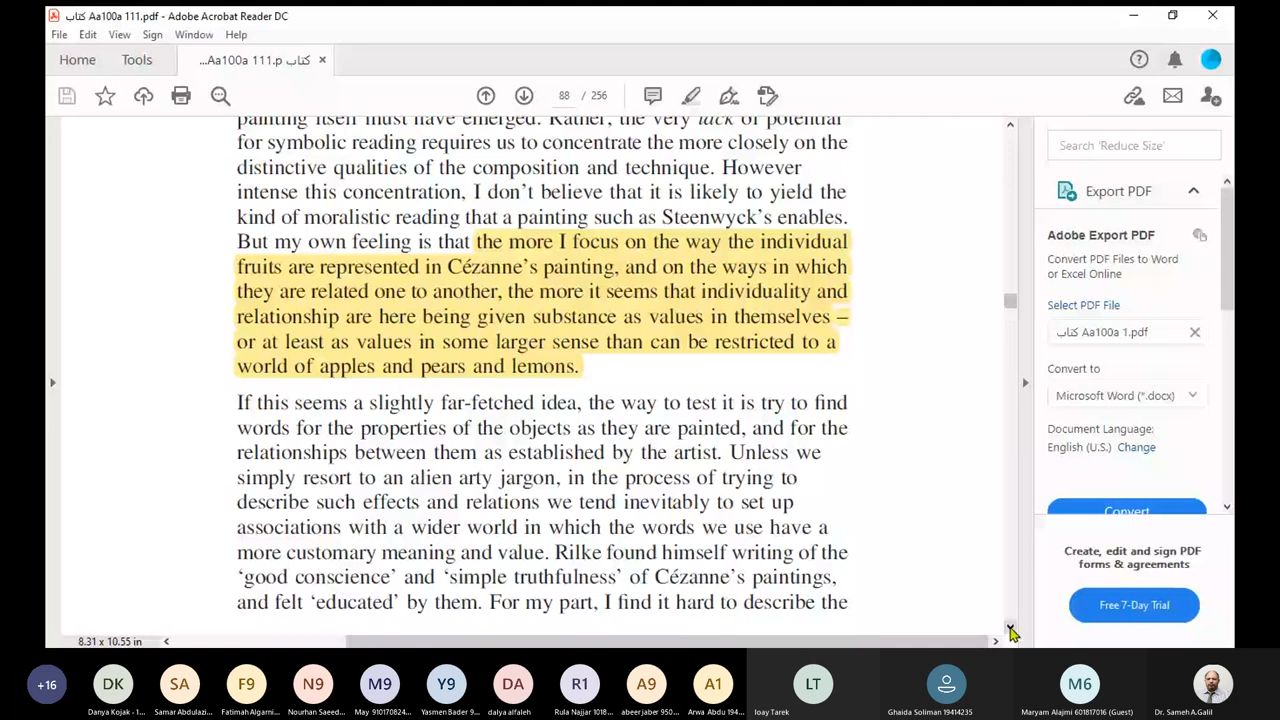 كتاب Aa100a 111.pdf - Adobe Acrobat Reader DC
File Edit View Sign Window Help
Home Tools ...Aa100a 111.p كتاب ×
88 / 256
painting itself must have emerged. Rather, the very lack of potential
for symbolic reading requires us to concentrate the more closely on the
distinctive qualities of the composition and technique. However
intense this concentration, I don't believe that it is likely to yield the
kind of moralistic reading that a painting such as Steenwyck's enables.
But my own feeling is that the more I focus on the way the individual
fruits are represented in Cézanne's painting, and on the ways in which
they are related one to another, the more it seems that individuality and
relationship are here being given substance as values in themselves –
or at least as values in some larger sense than can be restricted to a
world of apples and pears and lemons.
If this seems a slightly far-fetched idea, the way to test it is try to find
words for the properties of the objects as they are painted, and for the
relationships between them as established by the artist. Unless we
simply resort to an alien arty jargon, in the process of trying to
describe such effects and relations we tend inevitably to set up
associations with a wider world in which the words we use have a
more customary meaning and value. Rilke found himself writing of the
'good conscience' and 'simple truthfulness' of Cézanne's paintings,
and felt 'educated' by them. For my part, I find it hard to describe the
8.31 x 10.55 in
Search 'Reduce Size'
Export PDF
Adobe Export PDF
Convert PDF Files to Word
or Excel Online
Select PDF File
كتاب Aa100a 1.pdf
Convert to
Microsoft Word (*.docx)
Document Language:
English (U.S.) Change
Convert
Create, edit and sign PDF
forms & agreements
Free 7-Day Trial
+16 DK SA F9 N9 M9 Y9 DA R1 A9 A1 LT M6
Danya Kojak - 1... Samar Abdulazi... Fatimah Algarni... Nourhan Saeed... May 910170824... Yasmen Bader 9... dalya alfaleh Rula Najjar 1018... abeer jaber 950... Arwa Abdu 194... loay Tarek Ghaida Soliman 19414235 Maryam Alajmi 601817016 (Guest) Dr. Sameh A.Galil